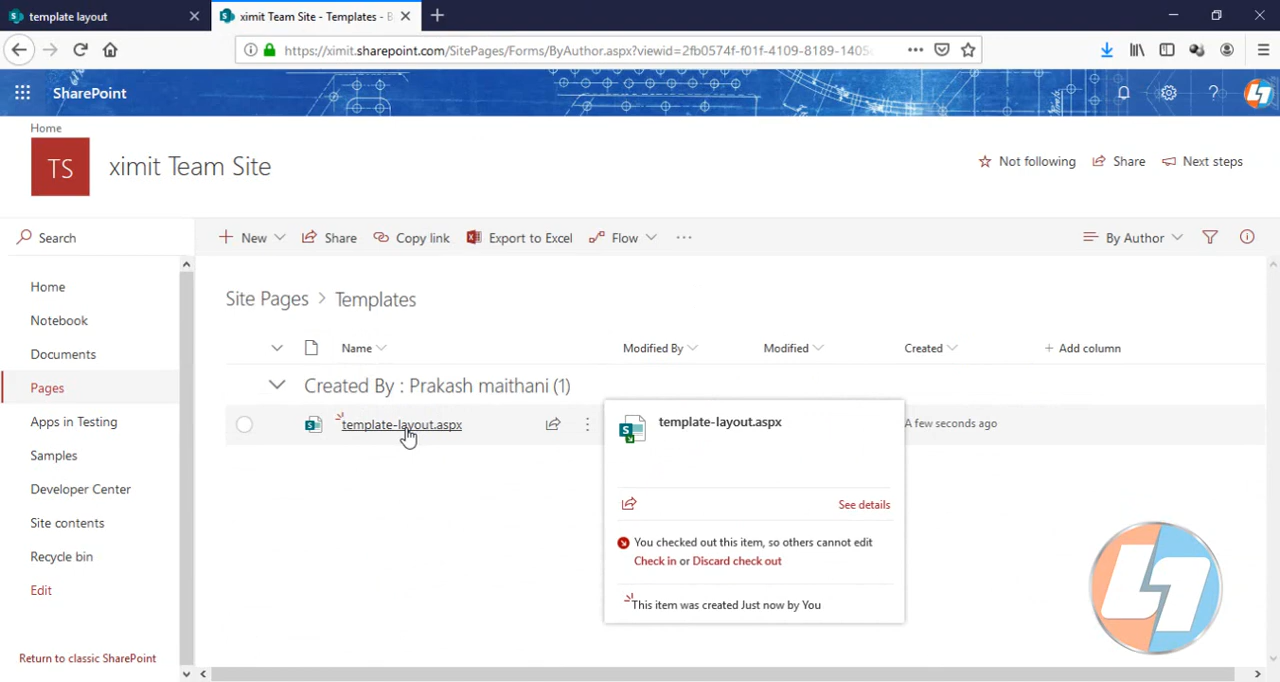 template layout
ximit Team Site - Templates - B
https://ximit.sharepoint.com/SitePages/Forms/ByAuthor.aspx?viewid=2fb0574f-f01f-4109-8189-1405
SharePoint
Home
TS
ximit Team Site
Not following
Share
Next steps
Search
New
Share
Copy link
Export to Excel
Flow
By Author
Home
Notebook
Documents
Pages
Apps in Testing
Samples
Developer Center
Site contents
Recycle bin
Edit
Return to classic SharePoint
Site Pages > Templates
Name
Modified By
Modified
Created
+ Add column
Created By : Prakash maithani (1)
template-layout.aspx
A few seconds ago
template-layout.aspx
See details
You checked out this item, so others cannot edit
Check in or Discard check out
This item was created Just now by You